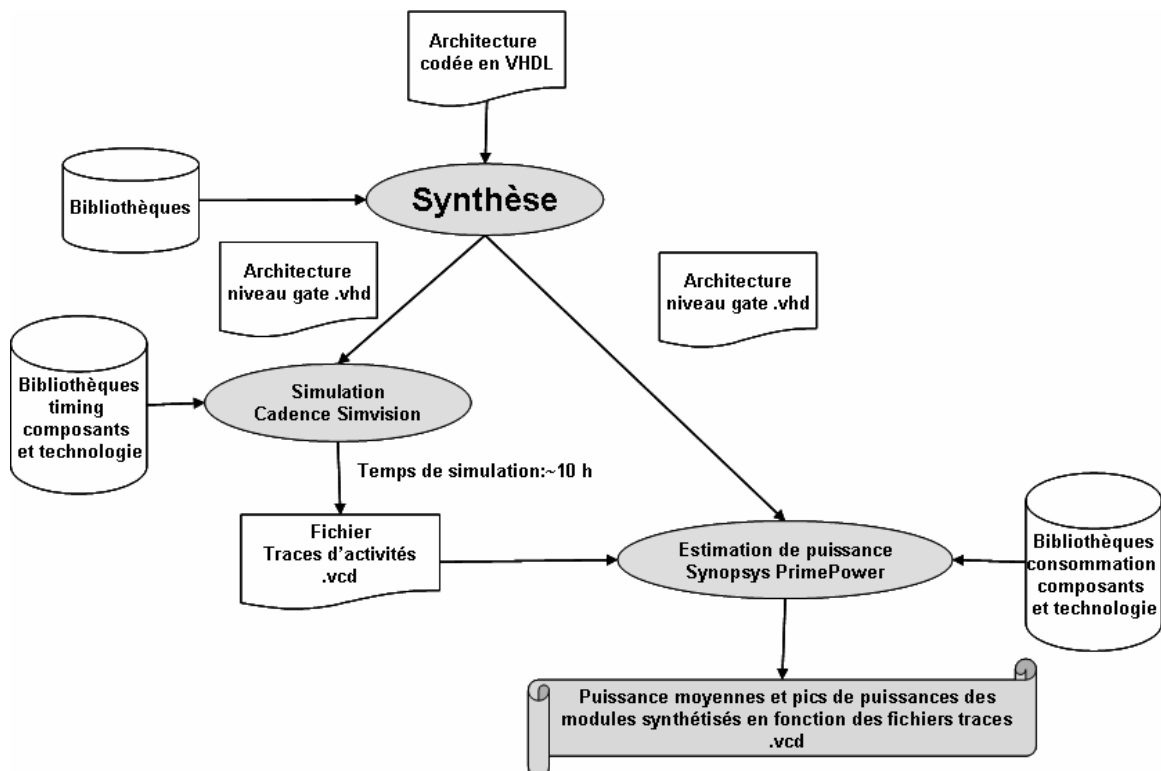 Architecture
codée en VHDL
Bibliothèques
Synthèse
Architecture
niveau gate .vhd
Architecture
niveau gate .vhd
Bibliothèques
timing
composants
et technologie
Simulation
Cadence Simvision
Temps de simulation:~10 h
Fichier
Traces d'activités
.vcd
Estimation de puissance
Synopsys PrimePower
Bibliothèques
consommation
composants
et technologie
Puissance moyennes et pics de puissances des
modules synthétisés en fonction des fichiers traces
.vcd